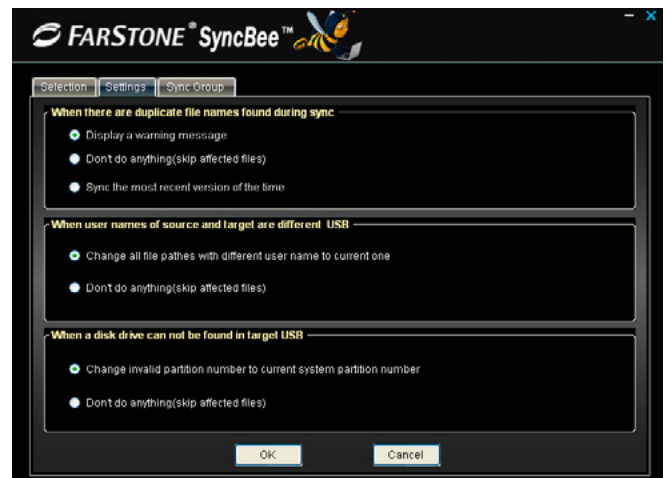 FARSTONE® SyncBee™
Selection Settings Sync Group
When there are duplicate file names found during sync
Display a warning message
Don't do anything(skip affected files)
Sync the most recent version of the time
When user names of source and target are different USB
Change all file pathes with different user name to current one
Don't do anything(skip affected files)
When a disk drive can not be found in target USB
Change invalid partition number to current system partition number
Don't do anything(skip affected files)
OK Cancel